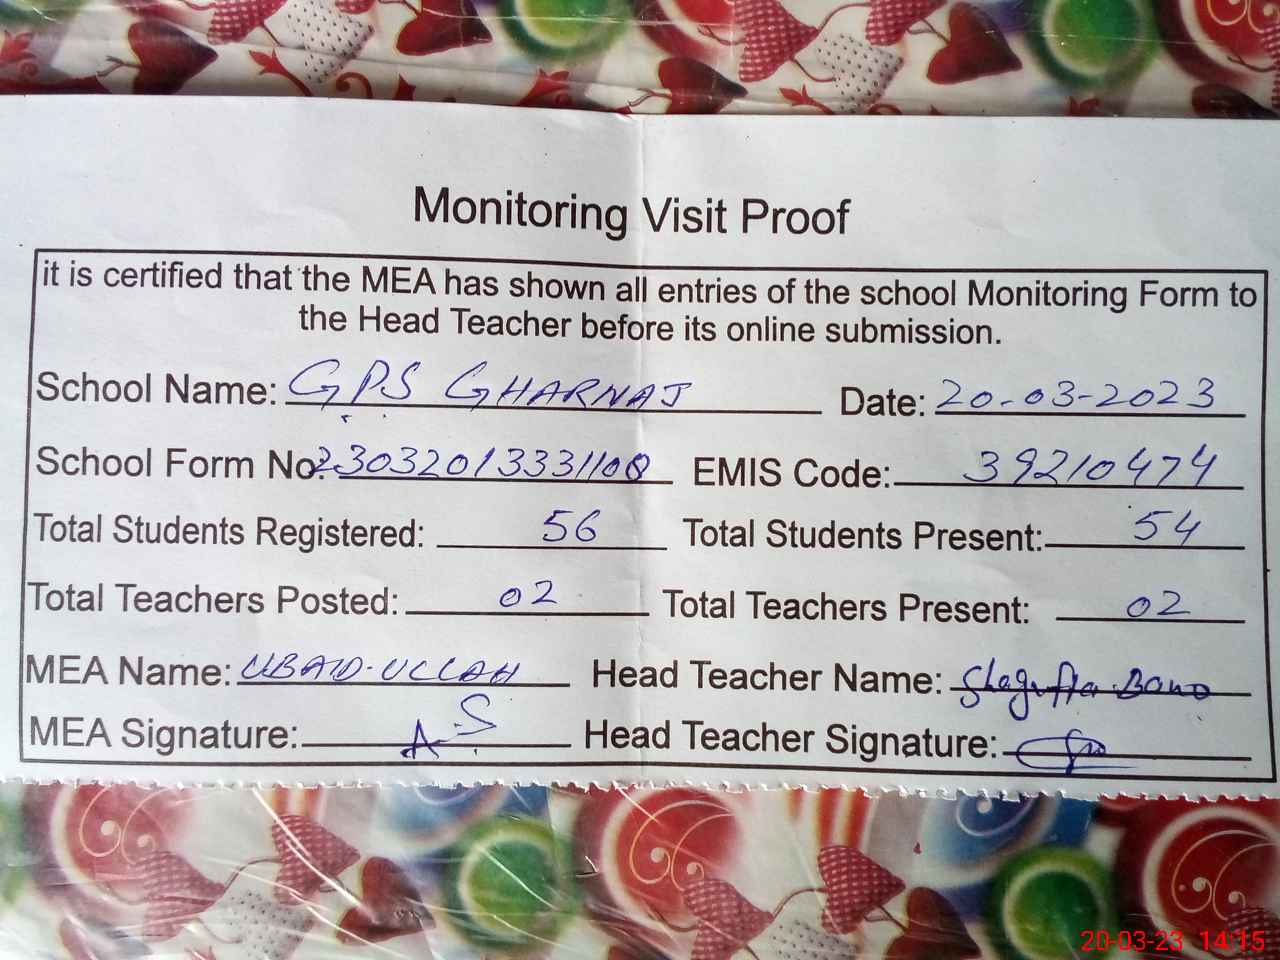 Monitoring Visit Proof
it is certified that the MEA has shown all entries of the school Monitoring Form to
the Head Teacher before its online submission.
School Name: GPS GHARNAJ Date: 20-03-2023
School Form No: 23032013331108 EMIS Code: 39210474
Total Students Registered: 56 Total Students Present: 54
Total Teachers Posted: 02 Total Teachers Present: 02
MEA Name: UBAID-ULLAH Head Teacher Name: Shagufta Bano
MEA Signature: Head Teacher Signature:
20-03-23 14:15